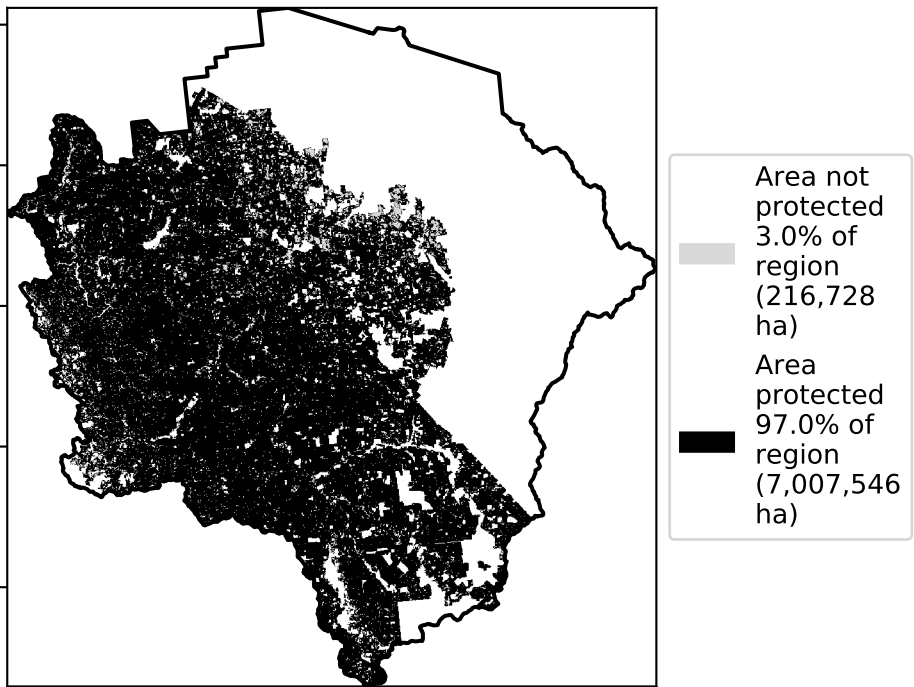 Area not
protected
3.0% of
region
(216,728
ha)
Area
protected
97.0% of
region
(7,007,546
ha)